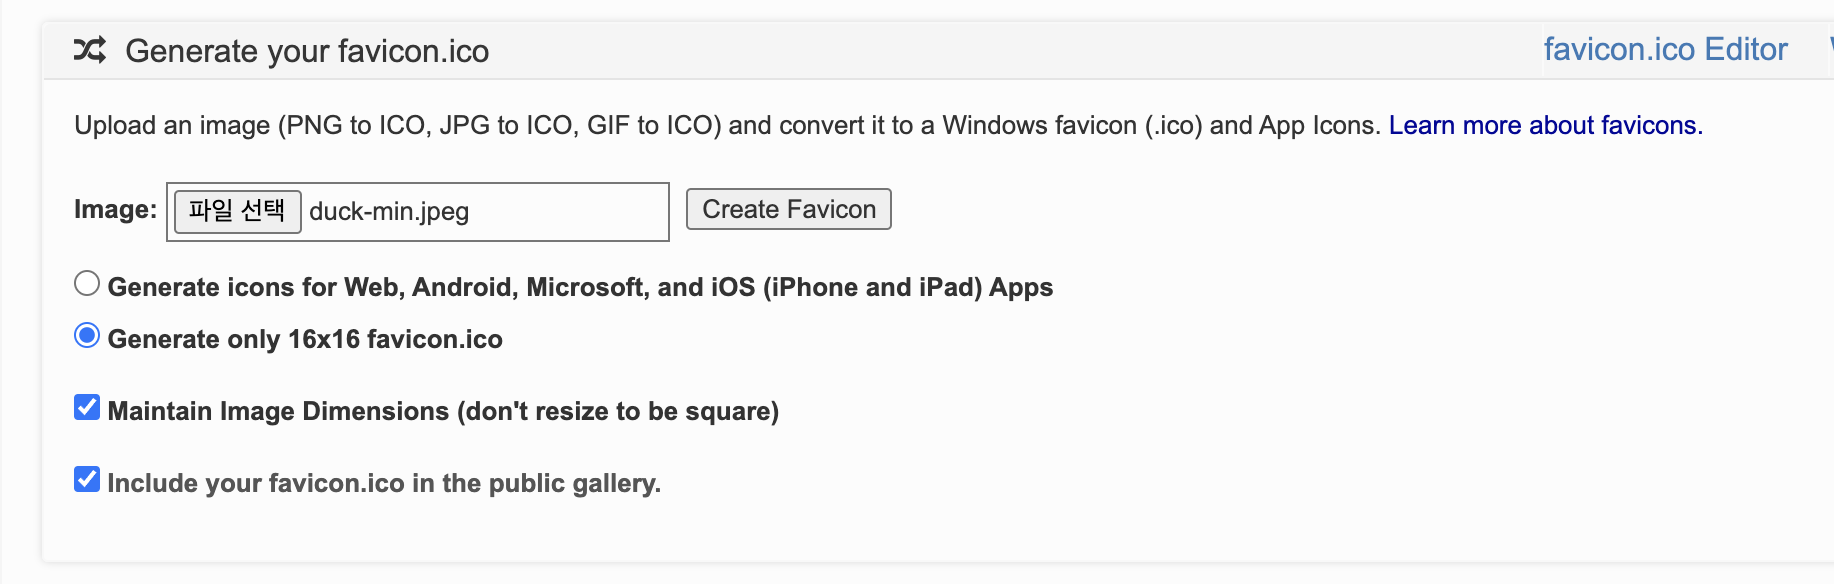 Generate your favicon.ico
favicon.ico Editor
Upload an image (PNG to ICO, JPG to ICO, GIF to ICO) and convert it to a Windows favicon (.ico) and App Icons. Learn more about favicons.
Image: 파일 선택 duck-min.jpeg Create Favicon
Generate icons for Web, Android, Microsoft, and iOS (iPhone and iPad) Apps
Generate only 16x16 favicon.ico
Maintain Image Dimensions (don't resize to be square)
Include your favicon.ico in the public gallery.